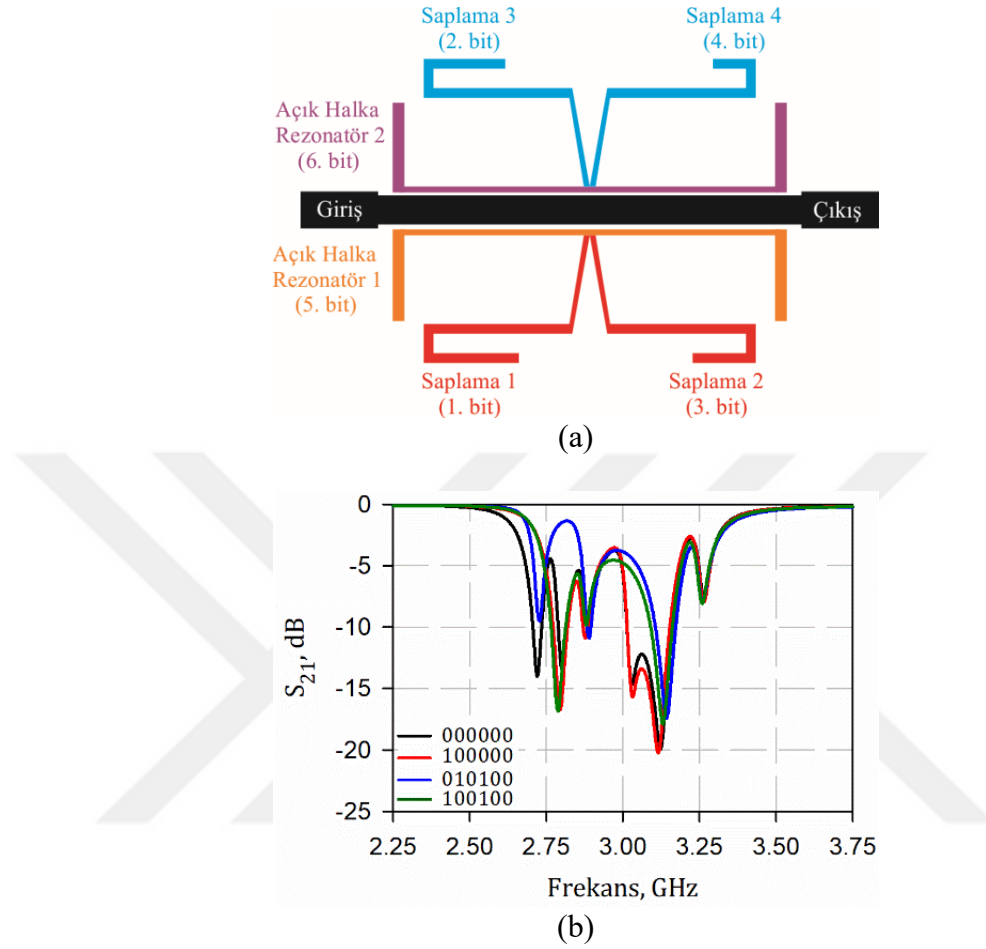 Saplama 3
(2. bit)
Saplama 4
(4. bit)
Açık Halka
Rezonatör 2
(6. bit)
Giriş
Çıkış
Açık Halka
Rezonatör 1
(5. bit)
Saplama 1
(1. bit)
Saplama 2
(3. bit)
(a)
0
-5
-10
-15
-20
-25
S21, dB
000000
100000
010100
100100
2.25 2.50 2.75 3.00 3.25 3.50 3.75
Frekans, GHz
(b)